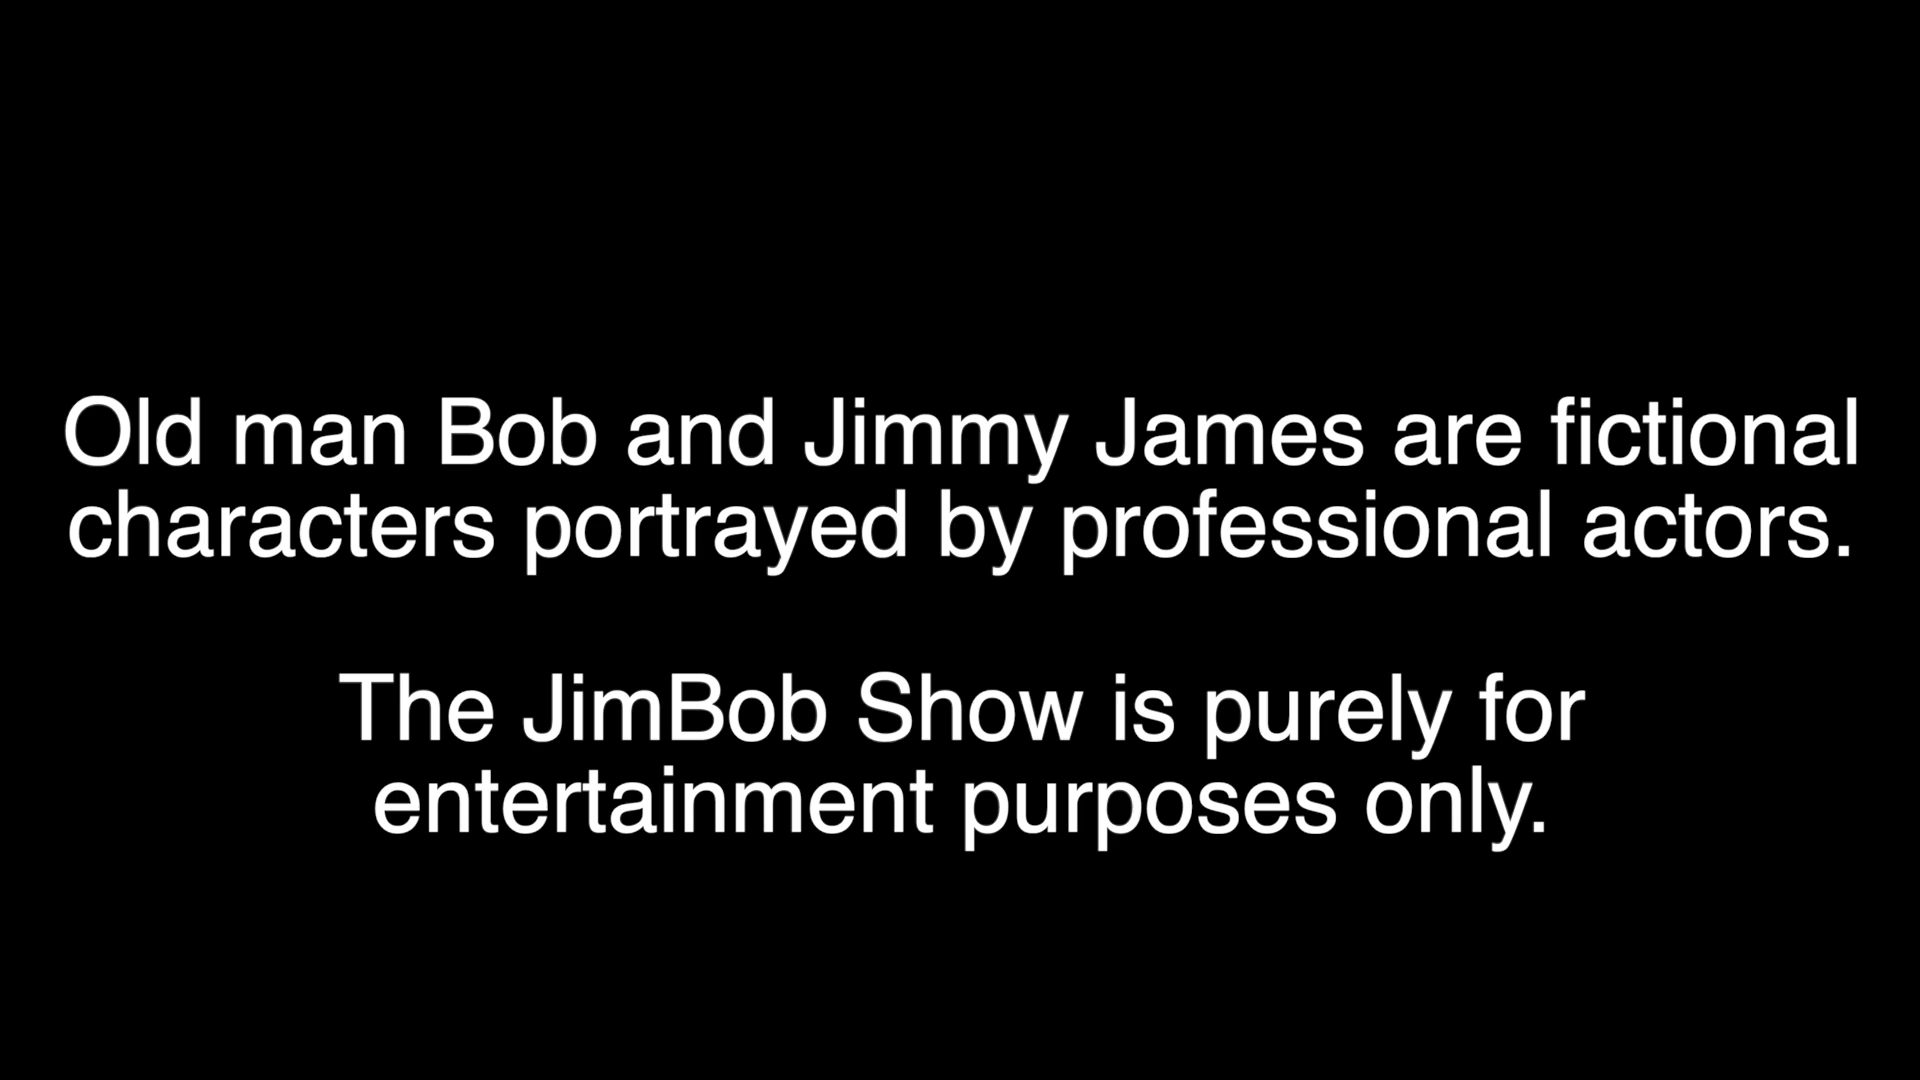 Old man Bob and Jimmy James are fictional
characters portrayed by professional actors.
The JimBob Show is purely for
entertainment purposes only.